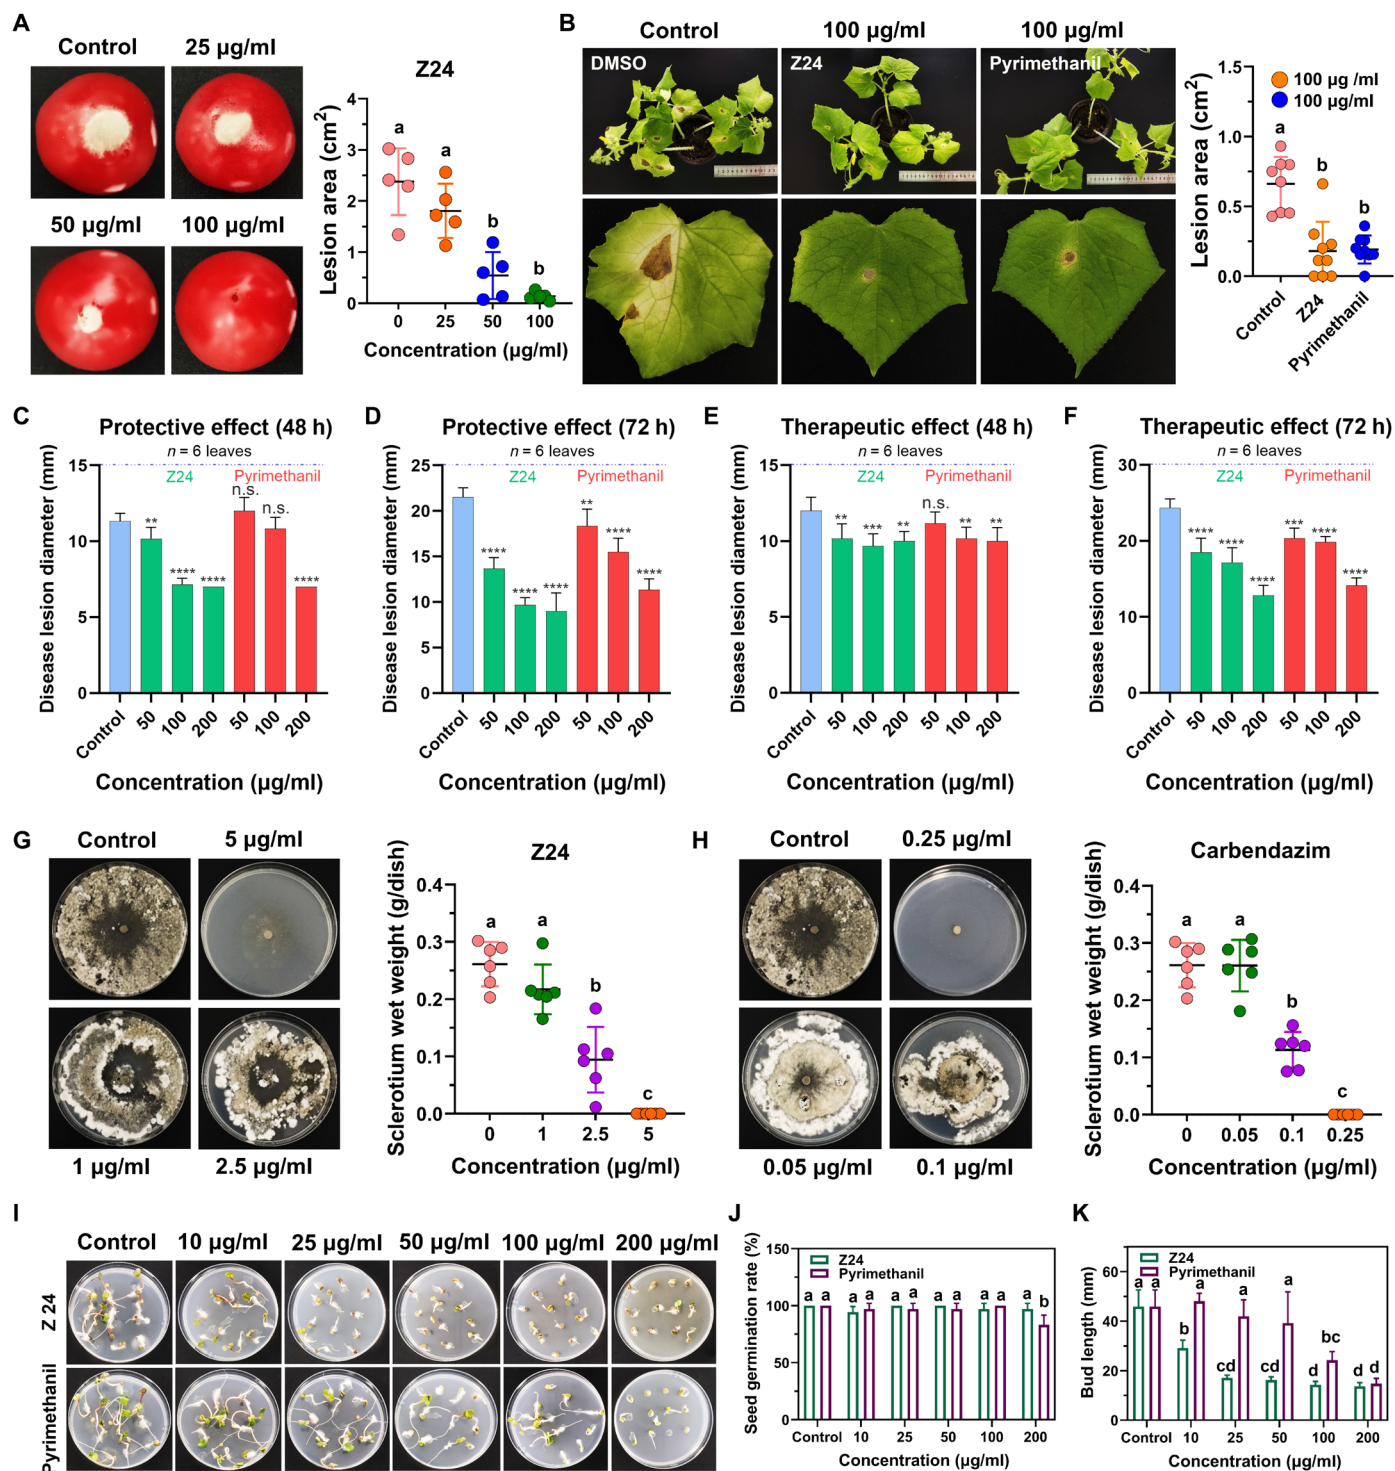 A
Control
25 µg/ml
50 µg/ml
100 µg/ml
Z24
Lesion area (cm2)
4
3
2
1
0
a
a
b
b
0
25
50
100
Concentration (µg/ml)
B
Control
100 µg/ml
100 µg/ml
DMSO
Z24
Pyrimethanil
Lesion area (cm2)
1.5
1.0
0.5
0.0
100 µg /ml
100 µg/ml
a
b
b
Control
Z24
Pyrimethanil
C
Protective effect (48 h)
n = 6 leaves
Disease lesion diameter (mm)
15
10
5
0
Z24
Pyrimethanil
**
****
****
n.s.
n.s.
****
Control
50
100
200
50
100
200
Concentration (µg/ml)
D
Protective effect (72 h)
n = 6 leaves
Disease lesion diameter (mm)
25
20
15
10
5
0
Z24
Pyrimethanil
****
****
****
**
****
****
Control
50
100
200
50
100
200
Concentration (µg/ml)
E
Therapeutic effect (48 h)
n = 6 leaves
Disease lesion diameter (mm)
15
10
5
0
Z24
Pyrimethanil
**
***
**
n.s.
**
**
Control
50
100
200
50
100
200
Concentration (µg/ml)
F
Therapeutic effect (72 h)
n = 6 leaves
Disease lesion diameter (mm)
30
20
10
0
Z24
Pyrimethanil
****
****
****
***
****
****
Control
50
100
200
50
100
200
Concentration (µg/ml)
G
Control
5 µg/ml
1 µg/ml
2.5 µg/ml
Z24
Sclerotium wet weight (g/dish)
0.4
0.3
0.2
0.1
0.0
a
a
b
c
0
1
2.5
5
Concentration (µg/ml)
H
Control
0.25 µg/ml
0.05 µg/ml
0.1 µg/ml
Carbendazim
Sclerotium wet weight (g/dish)
0.4
0.3
0.2
0.1
0.0
a
a
b
c
0
0.05
0.1
0.25
Concentration (µg/ml)
I
Control
10 µg/ml
25 µg/ml
50 µg/ml
100 µg/ml
200 µg/ml
Z 24
Pyrimethanil
J
Seed germination rate (%)
150
100
50
0
Z24
Pyrimethanil
a a a a a a a a a a a b
Control
10
25
50
100
200
Concentration (µg/ml)
K
Bud length (mm)
60
40
20
0
Z24
Pyrimethanil
a a b a cd a cd a d bc d d
Control
10
25
50
100
200
Concentration (µg/ml)